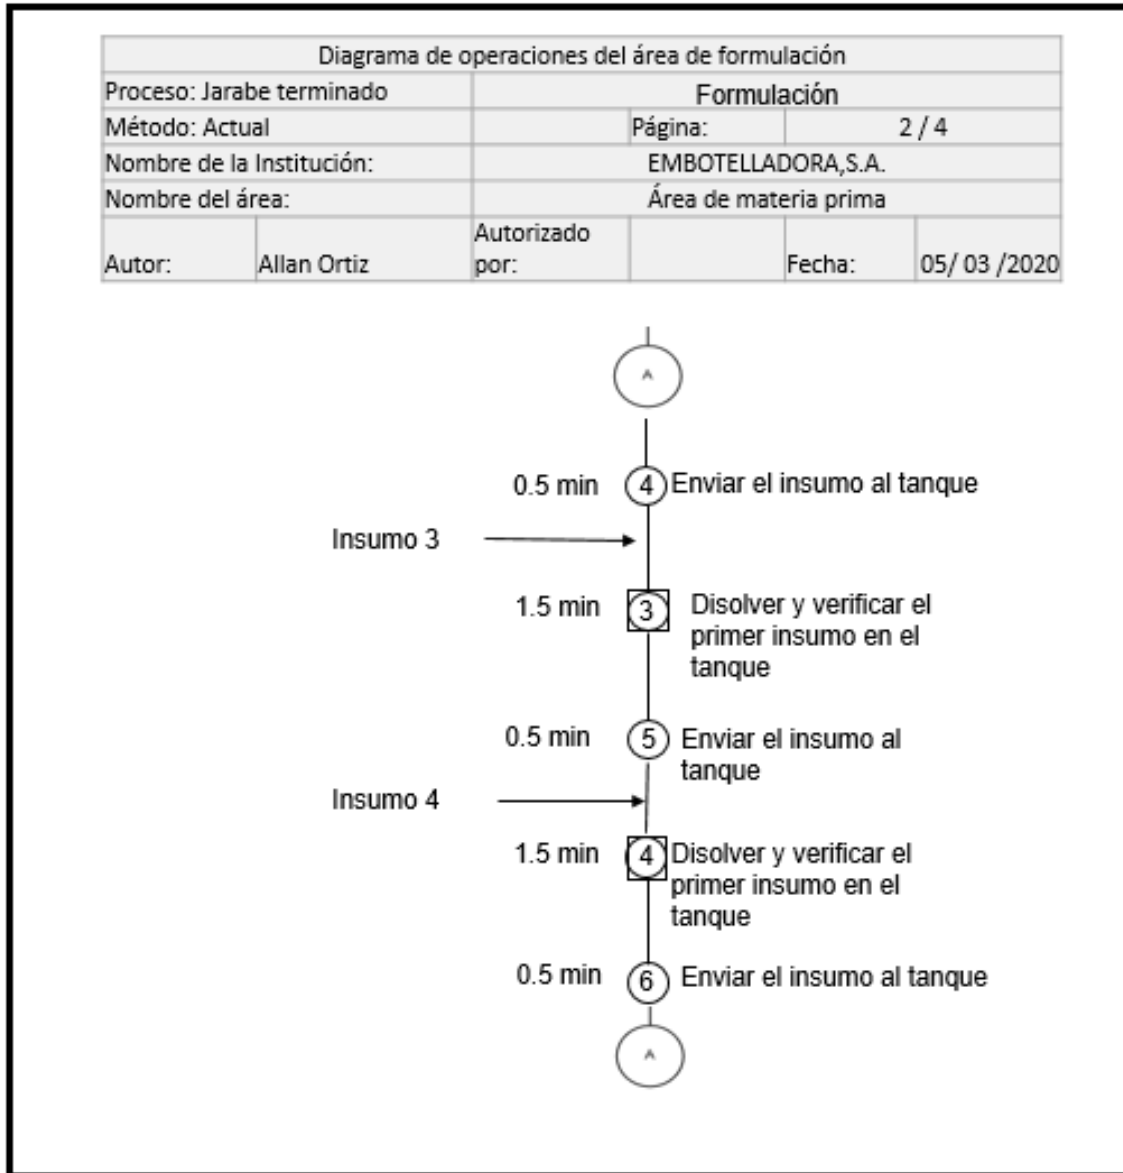 Diagrama de operaciones del área de formulación
Proceso: Jarabe terminado
Formulación
Método: Actual
Página:
2 / 4
Nombre de la Institución:
EMBOTELLADORA,S.A.
Nombre del área:
Área de materia prima
Autor:
Allan Ortiz
Autorizado
por:
Fecha:
05/ 03 /2020
A
0.5 min
4
Enviar el insumo al tanque
Insumo 3
1.5 min
3
Disolver y verificar el
primer insumo en el
tanque
0.5 min
5
Enviar el insumo al
tanque
Insumo 4
1.5 min
4
Disolver y verificar el
primer insumo en el
tanque
0.5 min
6
Enviar el insumo al tanque
A